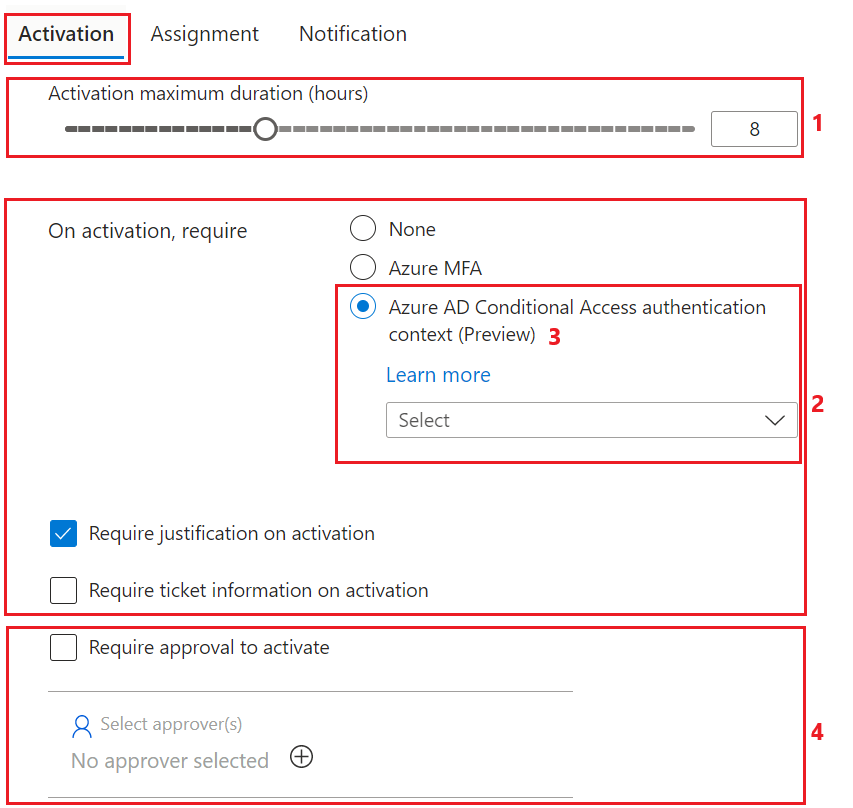 Activation Assignment Notification
Activation maximum duration (hours)
8
1
On activation, require
None
Azure MFA
Azure AD Conditional Access authentication
context (Preview) 3
Learn more
Select
2
Require justification on activation
Require ticket information on activation
Require approval to activate
Select approver(s)
No approver selected
4